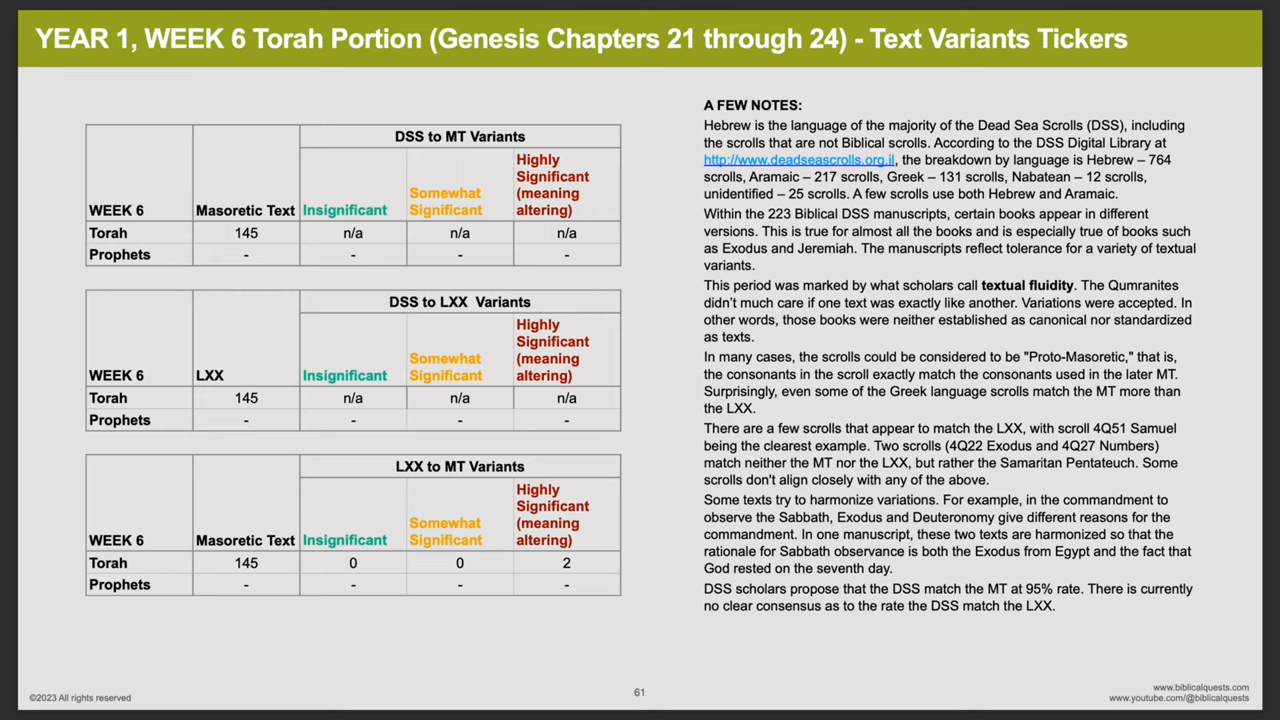 YEAR 1, WEEK 6 Torah Portion (Genesis Chapters 21 through 24) - Text Variants Tickers
DSS to MT Variants
WEEK 6 Masoretic Text Insignificant Somewhat Significant Highly Significant (meaning altering)
Torah 145 n/a n/a n/a
Prophets - - - -
DSS to LXX Variants
WEEK 6 LXX Insignificant Somewhat Significant Highly Significant (meaning altering)
Torah 145 n/a n/a n/a
Prophets - - - -
LXX to MT Variants
WEEK 6 Masoretic Text Insignificant Somewhat Significant Highly Significant (meaning altering)
Torah 145 0 0 2
Prophets - - - -
A FEW NOTES:
Hebrew is the language of the majority of the Dead Sea Scrolls (DSS), including
the scrolls that are not Biblical scrolls. According to the DSS Digital Library at
http://www.deadseascrolls.org.il, the breakdown by language is Hebrew – 764
scrolls, Aramaic – 217 scrolls, Greek – 131 scrolls, Nabatean – 12 scrolls,
unidentified – 25 scrolls. A few scrolls use both Hebrew and Aramaic.
Within the 223 Biblical DSS manuscripts, certain books appear in different
versions. This is true for almost all the books and is especially true of books such
as Exodus and Jeremiah. The manuscripts reflect tolerance for a variety of textual
variants.
This period was marked by what scholars call textual fluidity. The Qumranites
didn't much care if one text was exactly like another. Variations were accepted. In
other words, those books were neither established as canonical nor standardized
as texts.
In many cases, the scrolls could be considered to be "Proto-Masoretic," that is,
the consonants in the scroll exactly match the consonants used in the later MT.
Surprisingly, even some of the Greek language scrolls match the MT more than
the LXX.
There are a few scrolls that appear to match the LXX, with scroll 4Q51 Samuel
being the clearest example. Two scrolls (4Q22 Exodus and 4Q27 Numbers)
match neither the MT nor the LXX, but rather the Samaritan Pentateuch. Some
scrolls don't align closely with any of the above.
Some texts try to harmonize variations. For example, in the commandment to
observe the Sabbath, Exodus and Deuteronomy give different reasons for the
commandment. In one manuscript, these two texts are harmonized so that the
rationale for Sabbath observance is both the Exodus from Egypt and the fact that
God rested on the seventh day.
DSS scholars propose that the DSS match the MT at 95% rate. There is currently
no clear consensus as to the rate the DSS match the LXX.
©2023 All rights reserved
61
www.biblicalquests.com
www.youtube.com/@biblicalquests